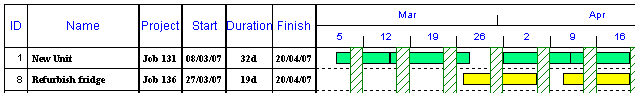 Mar Apr
ID Name Project Start Duration Finish
5 12 19 26 2 9 16
1 New Unit Job 131 08/03/07 32d 20/04/07
8 Refurbish fridge Job 136 27/03/07 19d 20/04/07